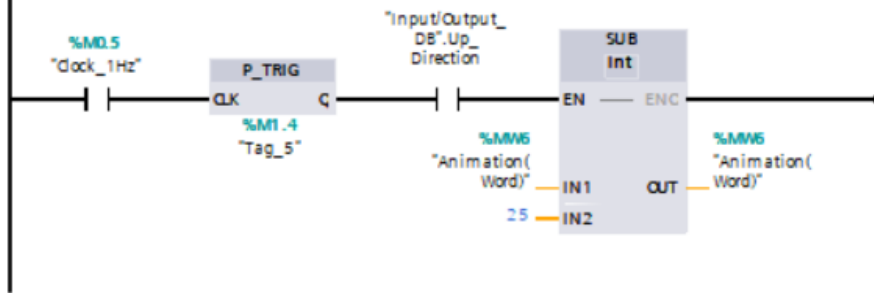 "Input/Output_
DB".Up_
Direction
%M0.5
"Clock_1Hz"
P_TRIG
CLK Q
%M1.4
"Tag_5"
SUB
Int
EN ENO
%MW6
"Animation(
Word)"
IN1
25
IN2
OUT
%MW6
"Animation(
Word)"